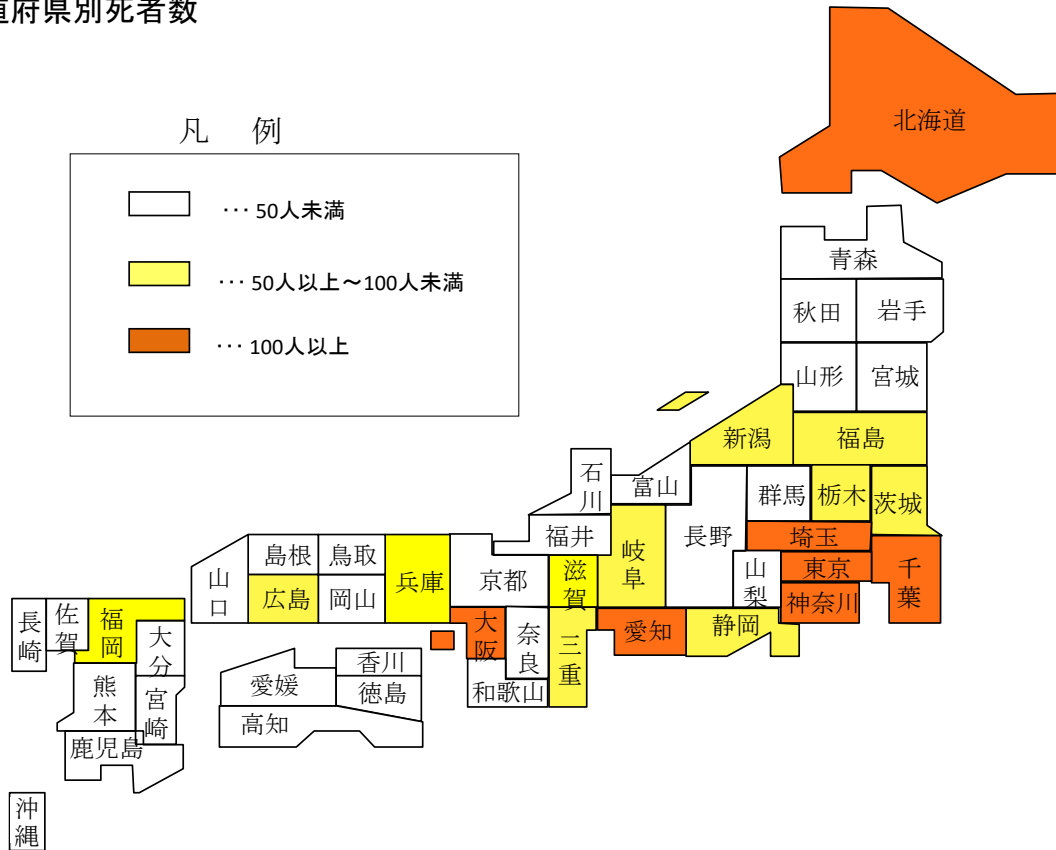 道府県別死者数
凡 例
… 50人未満
… 50人以上～100人未満
… 100人以上
北海道
青森
秋田
岩手
山形
宮城
新潟
福島
石川
富山
群馬
栃木
茨城
福井
岐阜
長野
埼玉
島根
鳥取
兵庫
京都
滋賀
山梨
東京
千葉
山口
広島
岡山
神奈川
長崎
佐賀
福岡
大分
大阪
奈良
三重
愛知
静岡
香川
愛媛
徳島
和歌山
熊本
宮崎
高知
鹿児島
沖縄